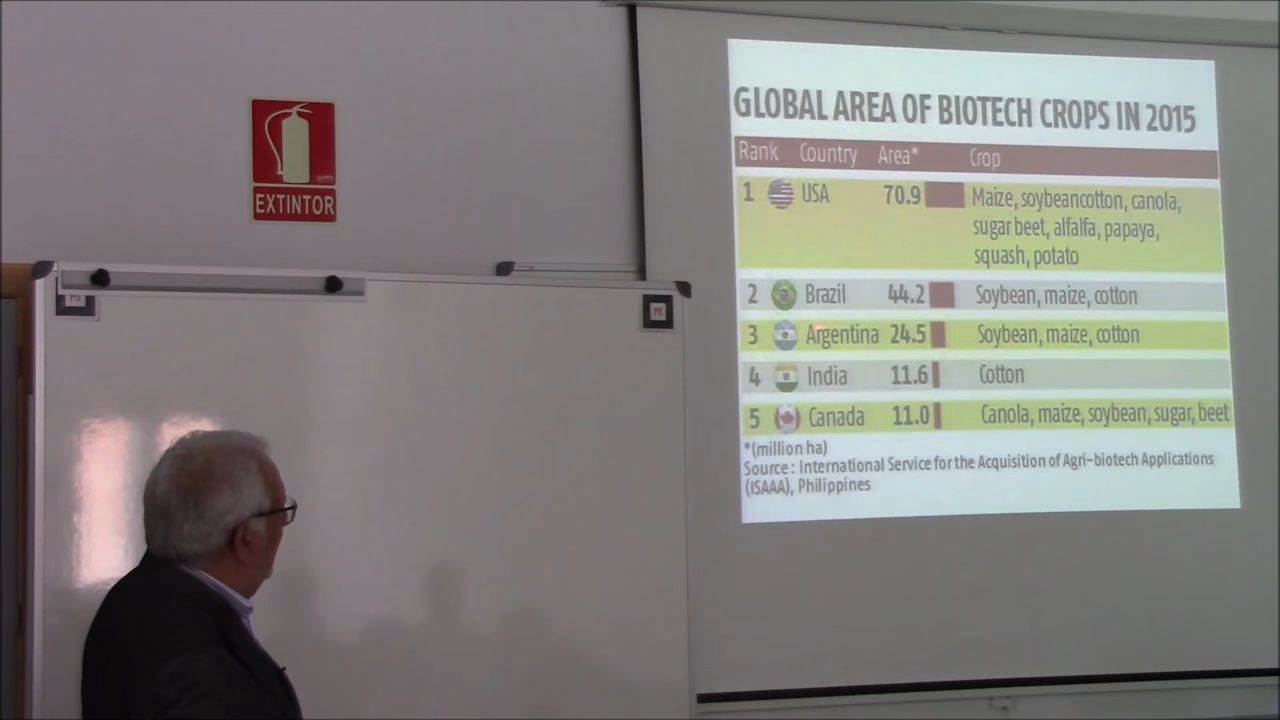 EXTINTOR
GLOBAL AREA OF BIOTECH CROPS IN 2015
Rank Country Area* Crop
1 USA 70.9 Maize, soybeancotton, canola,
sugar beet, alfalfa, papaya,
squash, potato
2 Brazil 44.2 Soybean, maize, cotton
3 Argentina 24.5 Soybean, maize, cotton
4 India 11.6 Cotton
5 Canada 11.0 Canola, maize, soybean, sugar, beet
*(million ha)
Source : International Service for the Acquisition of Agri-biotech Applications
(ISAAA), Philippines